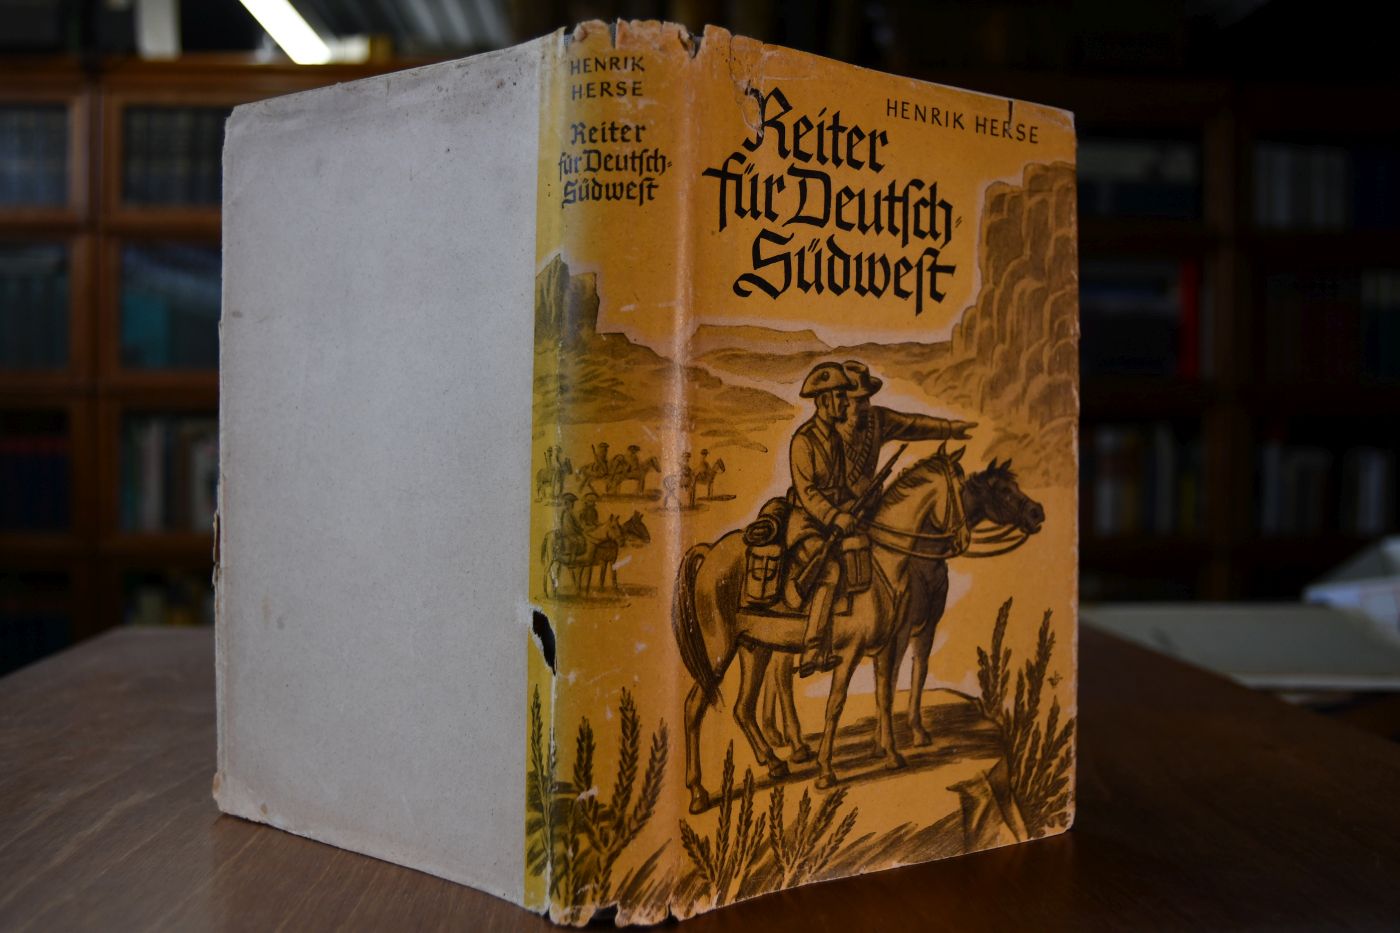 HENRIK
HERSE
Reiter
für Deutſch-
Südweſt
HENRIK HERSE
Reiter
für Deutſch-
Südweſt